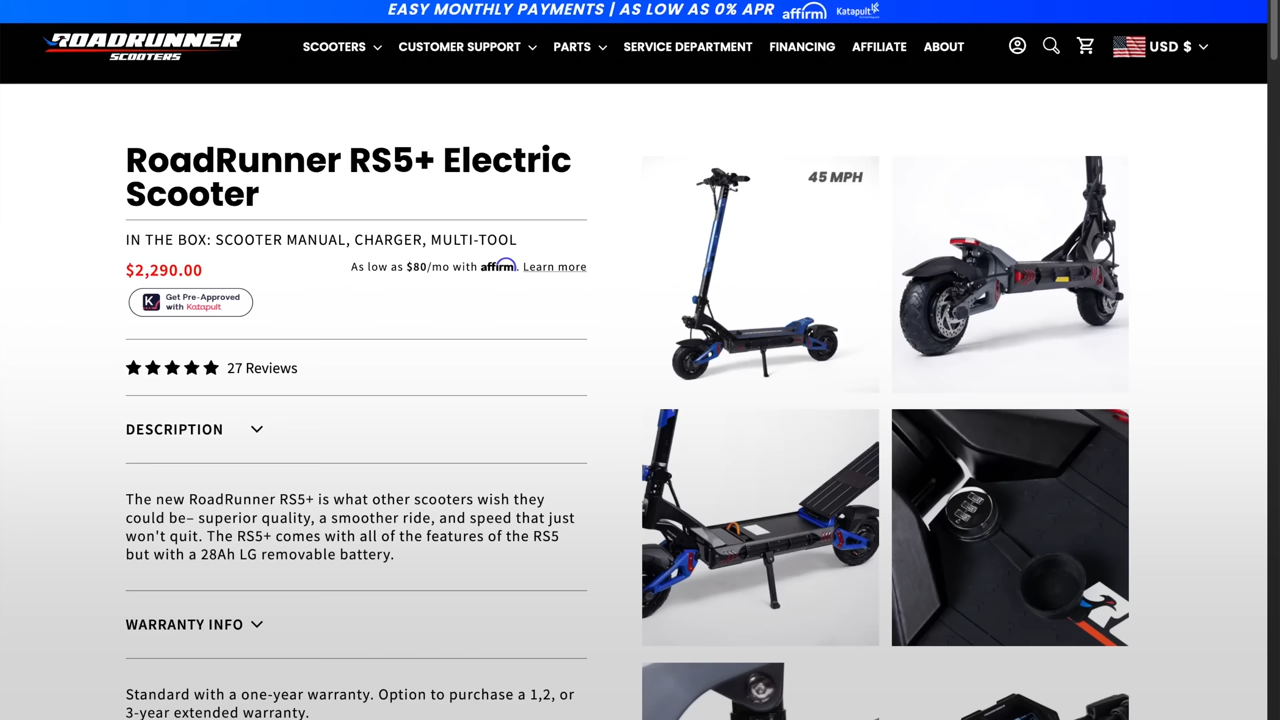 EASY MONTHLY PAYMENTS | AS LOW AS 0% APR affirm Katapult
ROADRUNNER
SCOOTERS
SCOOTERS CUSTOMER SUPPORT PARTS SERVICE DEPARTMENT FINANCING AFFILIATE ABOUT USD $
RoadRunner RS5+ Electric
Scooter
IN THE BOX: SCOOTER MANUAL, CHARGER, MULTI-TOOL
$2,290.00
As low as $80/mo with affirm. Learn more
K Get Pre-Approved
with Katapult
27 Reviews
DESCRIPTION
The new RoadRunner RS5+ is what other scooters wish they
could be– superior quality, a smoother ride, and speed that just
won't quit. The RS5+ comes with all of the features of the RS5
but with a 28Ah LG removable battery.
WARRANTY INFO
Standard with a one-year warranty. Option to purchase a 1,2, or
3-year extended warranty.
45 MPH